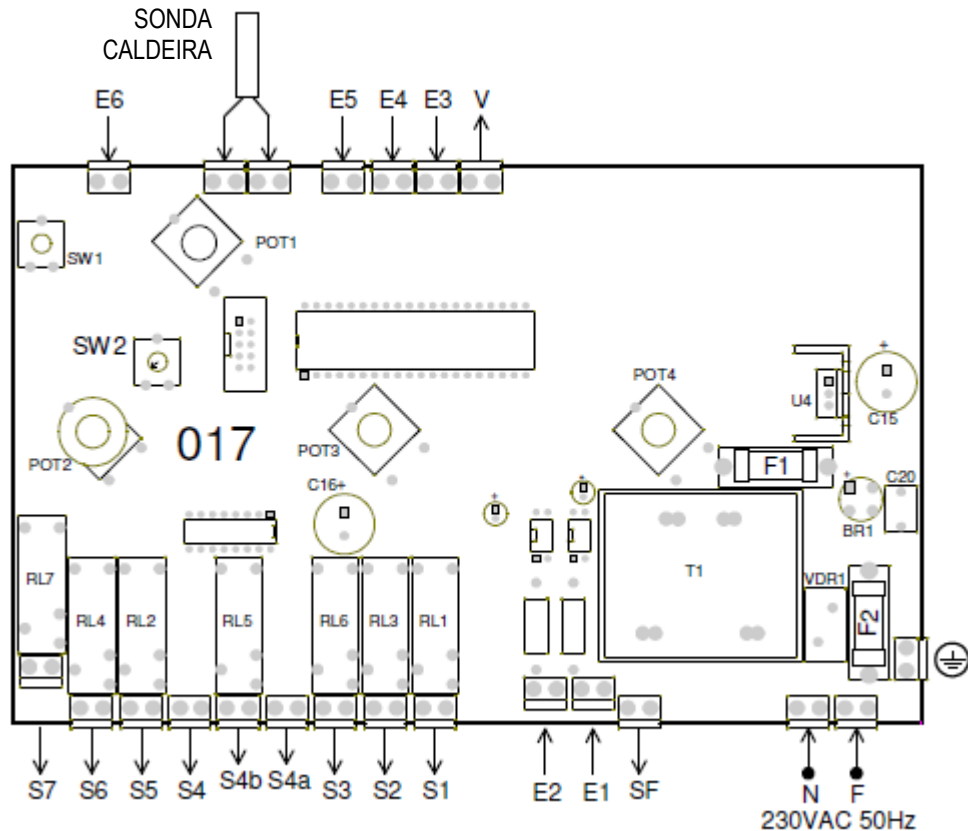 SONDA
CALDEIRA
E6
E5
E4
E3
V
POT1
SW1
SW2
POT4
+
U4
C15
POT2
017
POT3
F1
C16+
+
+
+
C20
BR1
RL7
RL4
RL2
RL5
RL6
RL3
RL1
T1
VDR1
F2
S7
S6
S5
S4
S4b
S4a
S3
S2
S1
E2
E1
SF
N
F
230VAC 50Hz